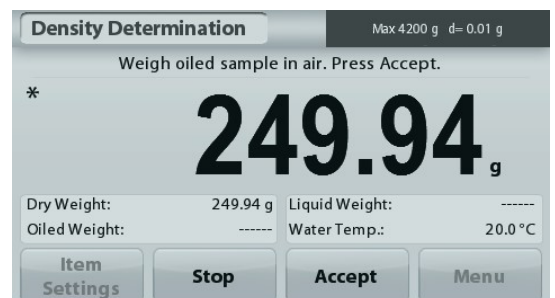 Density Determination
Max 4200 g d= 0.01 g
Weigh oiled sample in air. Press Accept.
*
249.94 g
Dry Weight: 249.94 g Liquid Weight: ------
Oiled Weight: ------ Water Temp.: 20.0 °C
Item Settings Stop Accept Menu